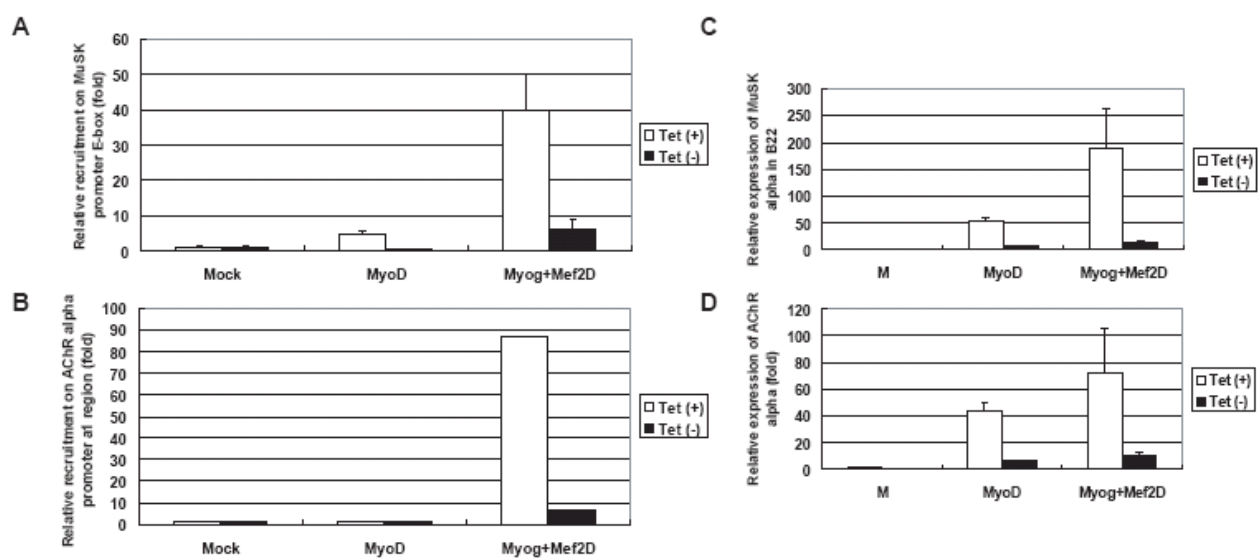 A
Relative recruitment on MuSK
promoter E-box (fold)
60
50
40
30
20
10
0
Mock
MyoD
Myog+Mef2D
Tet (+)
Tet (-)
B
Relative recruitment on AChR alpha
promoter a1 region (fold)
100
90
80
70
60
50
40
30
20
10
0
Mock
MyoD
Myog+Mef2D
Tet (+)
Tet (-)
C
Relative expression of MuSK
alpha in B22
300
250
200
150
100
50
0
M
MyoD
Myog+Mef2D
Tet (+)
Tet (-)
D
Relative expression of AChR
alpha (fold)
120
100
80
60
40
20
0
M
MyoD
Myog+Mef2D
Tet (+)
Tet (-)